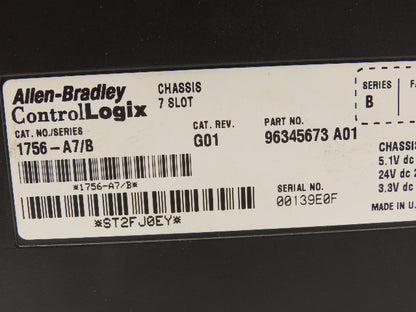 Allen-Bradley
ControlLogix
CHASSIS
7 SLOT
SERIES
B
CAT. NO./SERIES
1756-A7/B
CAT. REV.
G01
PART NO.
96345673 A01
*1756-A7/B*
*ST2FJ0EY*
SERIAL NO.
00139E0F
CHASSI
5.1V dc
24V dc
3.3V dc
MADE IN U.